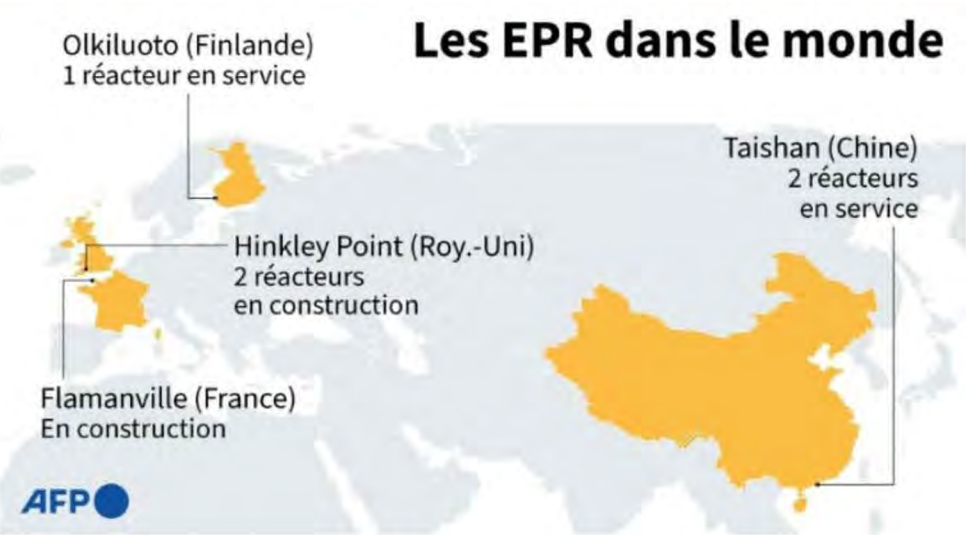 Les EPR dans le monde
Olkiluoto (Finlande)
1 réacteur en service
Taishan (Chine)
2 réacteurs
en service
Hinkley Point (Roy.-Uni)
2 réacteurs
en construction
Flamanville (France)
En construction
AFP